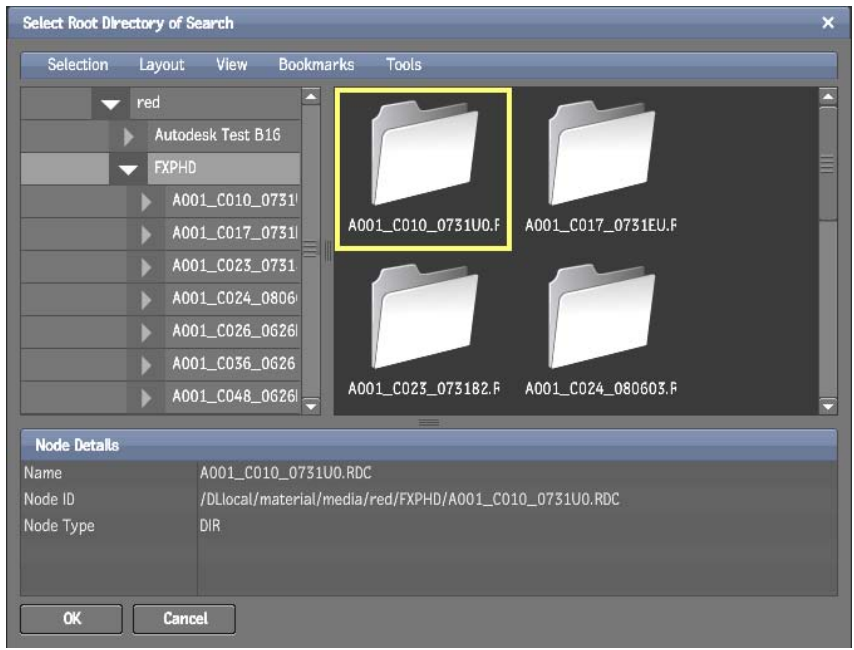 Select Root Directory of Search
Selection Layout View Bookmarks Tools
red
Autodesk Test B16
FXPHD
A001_C010_0731
A001_C017_0731
A001_C023_0731
A001_C024_0806
A001_C026_0626
A001_C036_0626
A001_C048_0626
A001_C010_0731U0.R
A001_C017_0731EU.R
A001_C023_073182.R
A001_C024_080603.R
Node Details
Name A001_C010_0731U0.RDC
Node ID /DLlocal/material/media/red/FXPHD/A001_C010_0731U0.RDC
Node Type DIR
OK Cancel